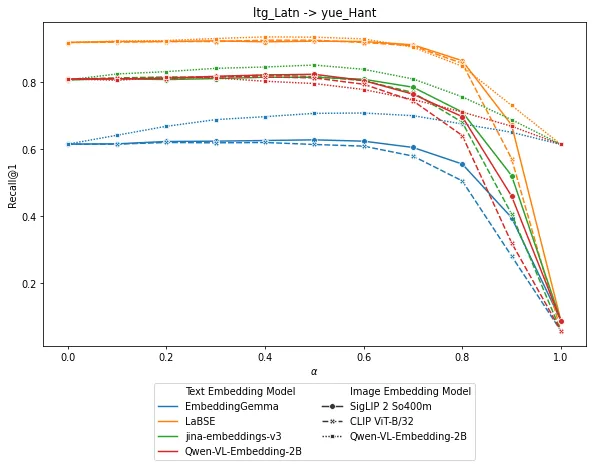 ltg_Latn -> yue_Hant
Recall@1
0.8
0.6
0.4
0.2
0.0 0.2 0.4 0.6 0.8 1.0
α
Text Embedding Model
EmbeddingGemma
LaBSE
jina-embeddings-v3
Qwen-VL-Embedding-2B
Image Embedding Model
SigLIP 2 So400m
CLIP ViT-B/32
Qwen-VL-Embedding-2B